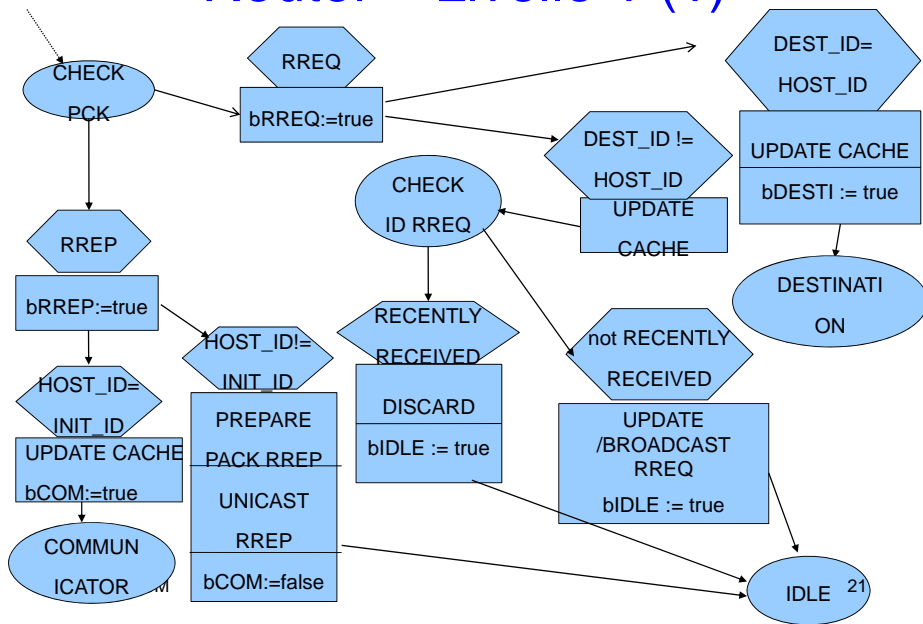 CHECK
PCK
RREQ
bRREQ:=true
DEST_ID=
HOST_ID
UPDATE CACHE
bDESTI := true
DESTINATI
ON
DEST_ID !=
HOST_ID
UPDATE
CACHE
CHECK
ID RREQ
RREP
bRREP:=true
HOST_ID=
INIT_ID
UPDATE CACHE
bCOM:=true
COMMUN
ICATOR
HOST_ID!=
INIT_ID
PREPARE
PACK RREP
UNICAST
RREP
bCOM:=false
RECENTLY
RECEIVED
DISCARD
bIDLE := true
not RECENTLY
RECEIVED
UPDATE
/BROADCAST
RREQ
bIDLE := true
IDLE
21